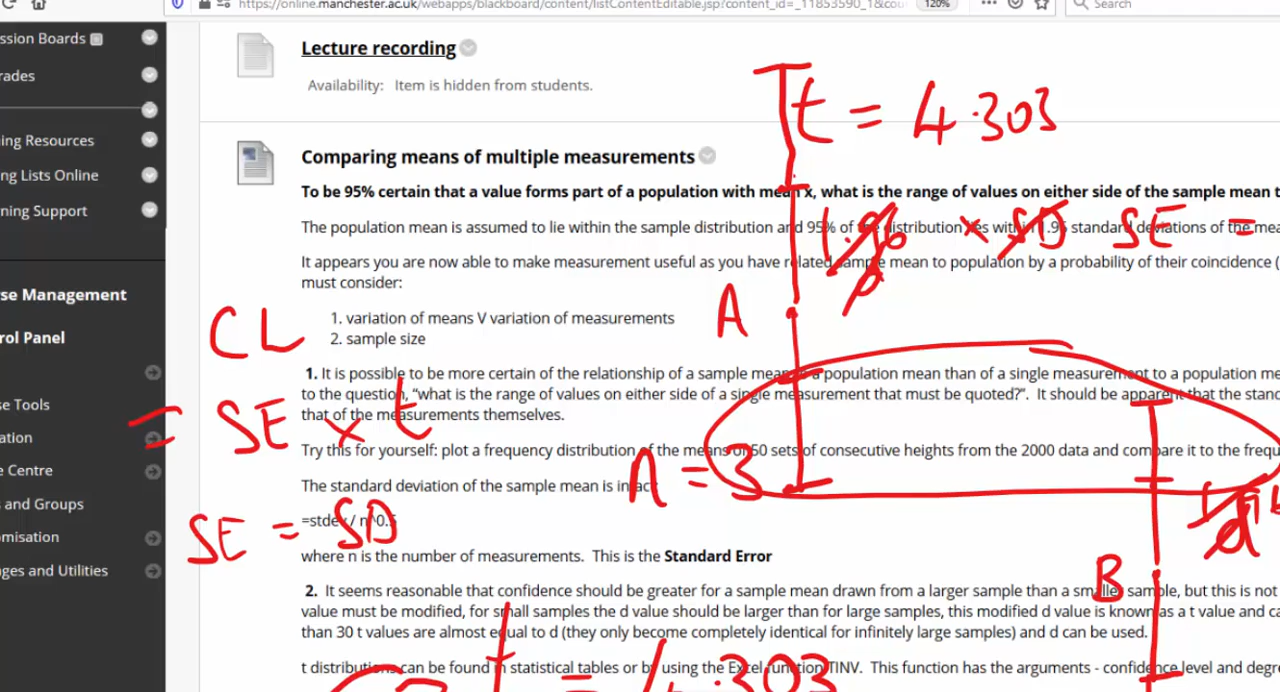 https://online.manchester.ac.uk/webapps/blackboard/content/listContentEditable.jsp?content_id=_11853590_1&cou
120%
Search
ssion Boards
rades
ing Resources
ng Lists Online
rning Support
rse Management
rol Panel
se Tools
ation
e Centre
s and Groups
omisation
ges and Utilities
Lecture recording
Availability: Item is hidden from students.
t = 4.303
Comparing means of multiple measurements
To be 95% certain that a value forms part of a population with mean x, what is the range of values on either side of the sample mean t
The population mean is assumed to lie within the sample distribution and 95% of the distribution lies within 1.96 standard deviations of the mea
1.96 × SD SE =
d
It appears you are now able to make measurement useful as you have related sample mean to population by a probability of their coincidence (
must consider:
A
1. variation of means V variation of measurements
2. sample size
CL
= SE × t
1. It is possible to be more certain of the relationship of a sample mean to a population mean than of a single measurement to a population me
to the question, "what is the range of values on either side of a single measurement that must be quoted?". It should be apparent that the stand
that of the measurements themselves.
Try this for yourself: plot a frequency distribution of the means of 50 sets of consecutive heights from the 2000 data and compare it to the frequ
n = 3
The standard deviation of the sample mean is in fact
=stdev / n^0.5
SE = SD
d
where n is the number of measurements. This is the Standard Error
B
2. It seems reasonable that confidence should be greater for a sample mean drawn from a larger sample than a smaller sample, but this is not
value must be modified, for small samples the d value should be larger than for large samples, this modified d value is known as a t value and ca
than 30 t values are almost equal to d (they only become completely identical for infinitely large samples) and d can be used.
t distributions can be found in statistical tables or by using the Excel function TINV. This function has the arguments - confidence level and degre
t = 4.303